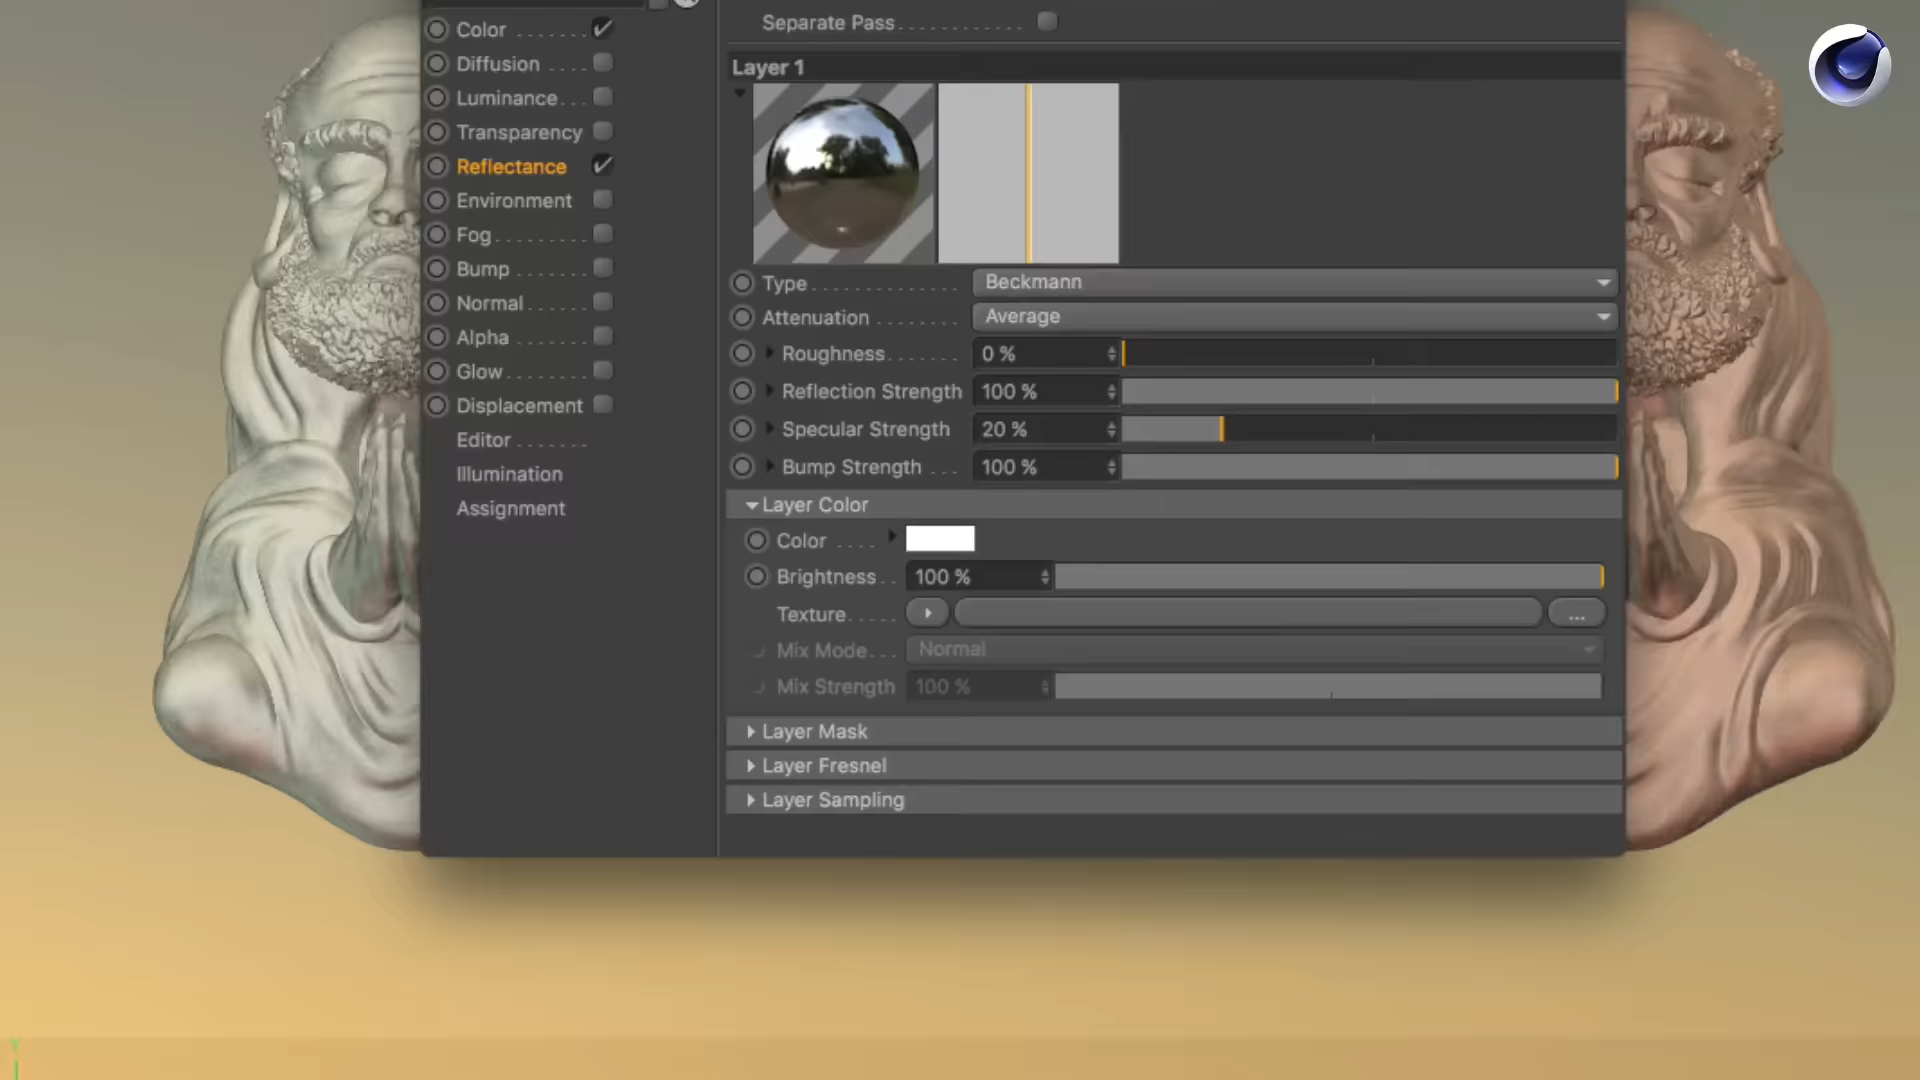 Color
Diffusion
Luminance
Transparency
Reflectance
Environment
Fog
Bump
Normal
Alpha
Glow
Displacement
Editor
Illumination
Assignment
Separate Pass
Layer 1
Type Beckmann
Attenuation Average
Roughness 0 %
Reflection Strength 100 %
Specular Strength 20 %
Bump Strength 100 %
Layer Color
Color
Brightness 100 %
Texture ...
Mix Mode Normal
Mix Strength 100 %
Layer Mask
Layer Fresnel
Layer Sampling
Y